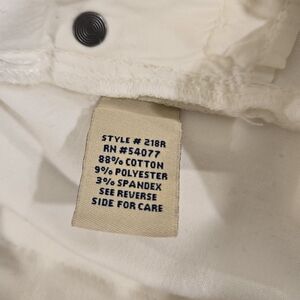 STYLE # 218R
RN #54077
88% COTTON
9% POLYESTER
3% SPANDEX
SEE REVERSE
SIDE FOR CARE